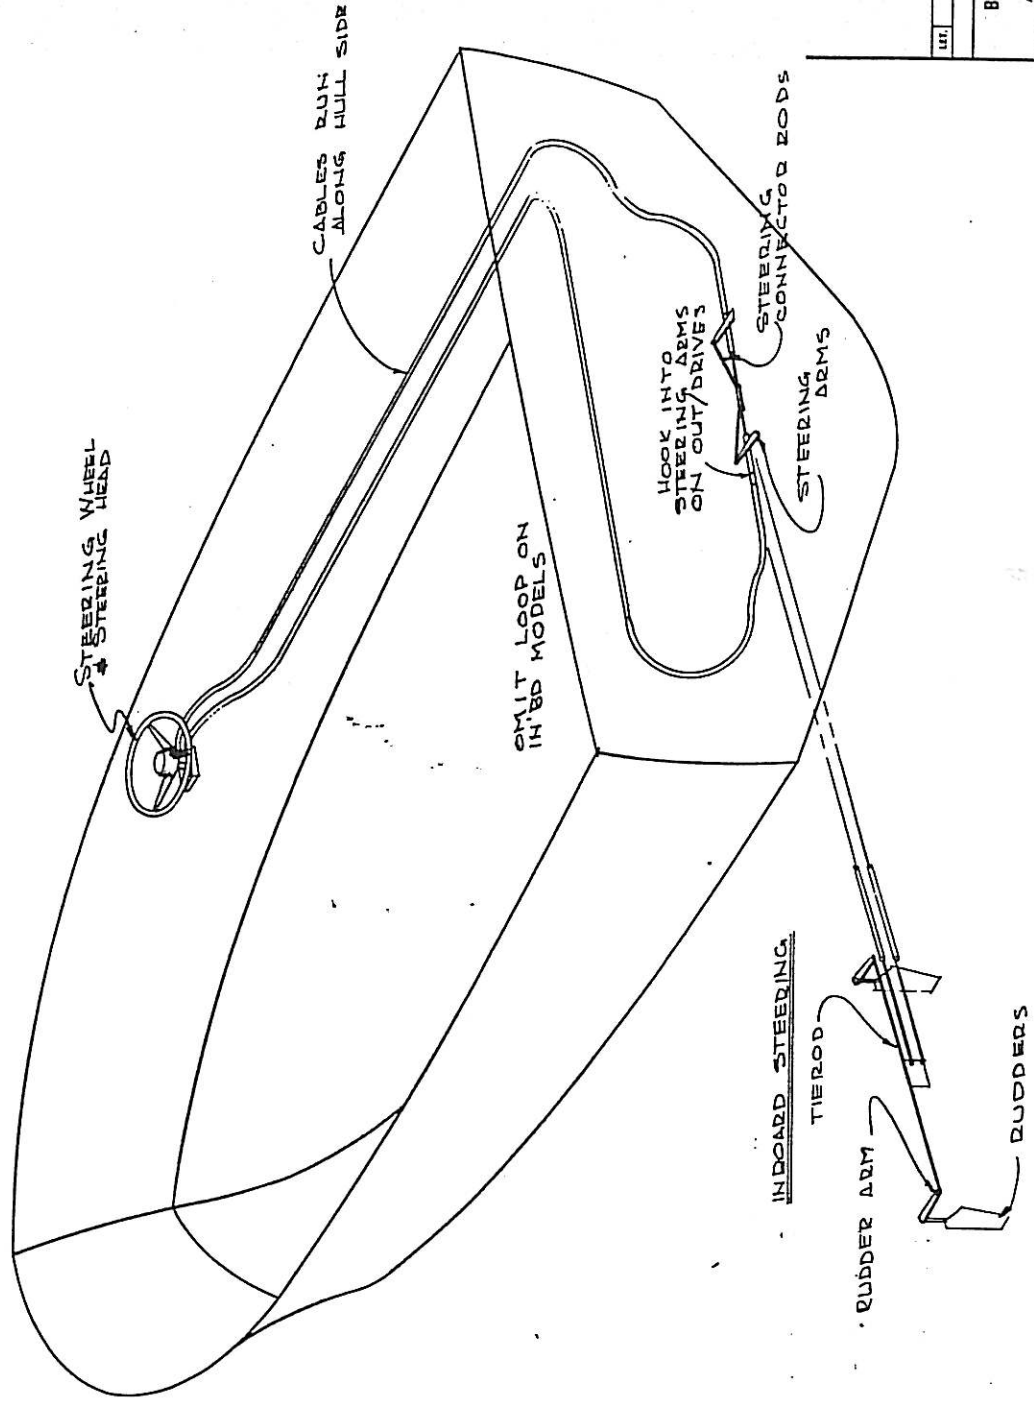 STEERING WHEEL
& STEERING HEAD
CABLES RUN
ALONG HULL SIDE
OMIT LOOP ON
IN'BD MODELS
HOOK INTO
STEERING ARMS
ON OUT/DRIVES
STEERING
CONNECTOR RODS
STEERING
ARMS
INBOARD STEERING
TIEROD
RUDDER ARM
RUDDERS
LET.
B